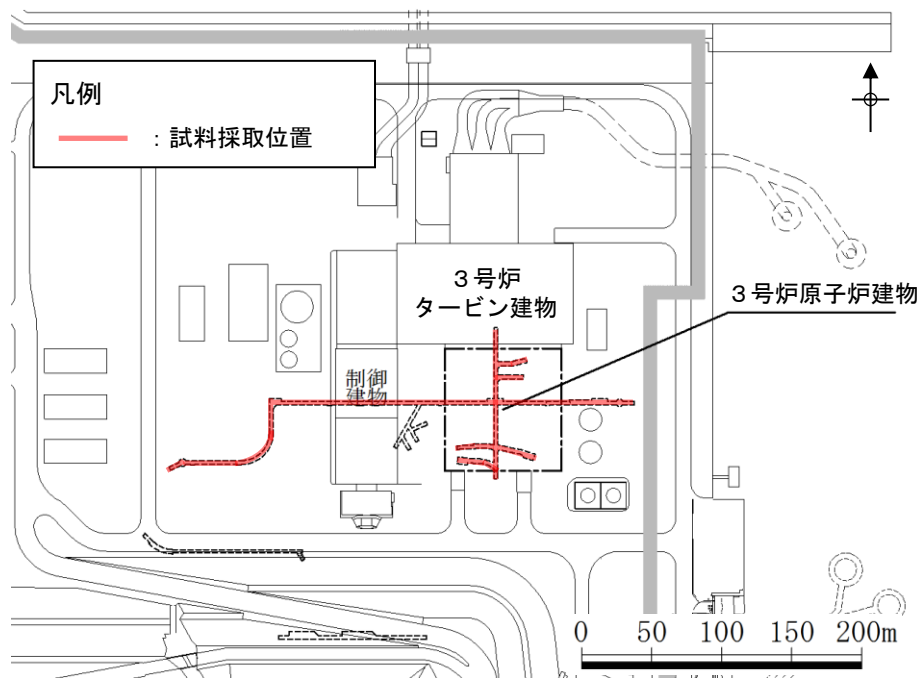 凡例
：試料採取位置
３号炉
タービン建物
３号炉原子炉建物
制御
建物
0 50 100 150 200m